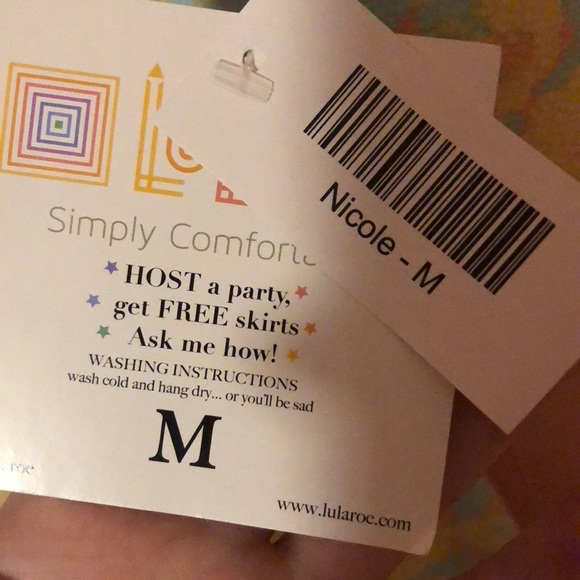 Simply
HOST a party,
get FREE skirts
Ask me how!
WASHING INSTRUCTIONS
wash cold and hang dry... or you'll be sad
M
www.lularoe.com
Nicole - M